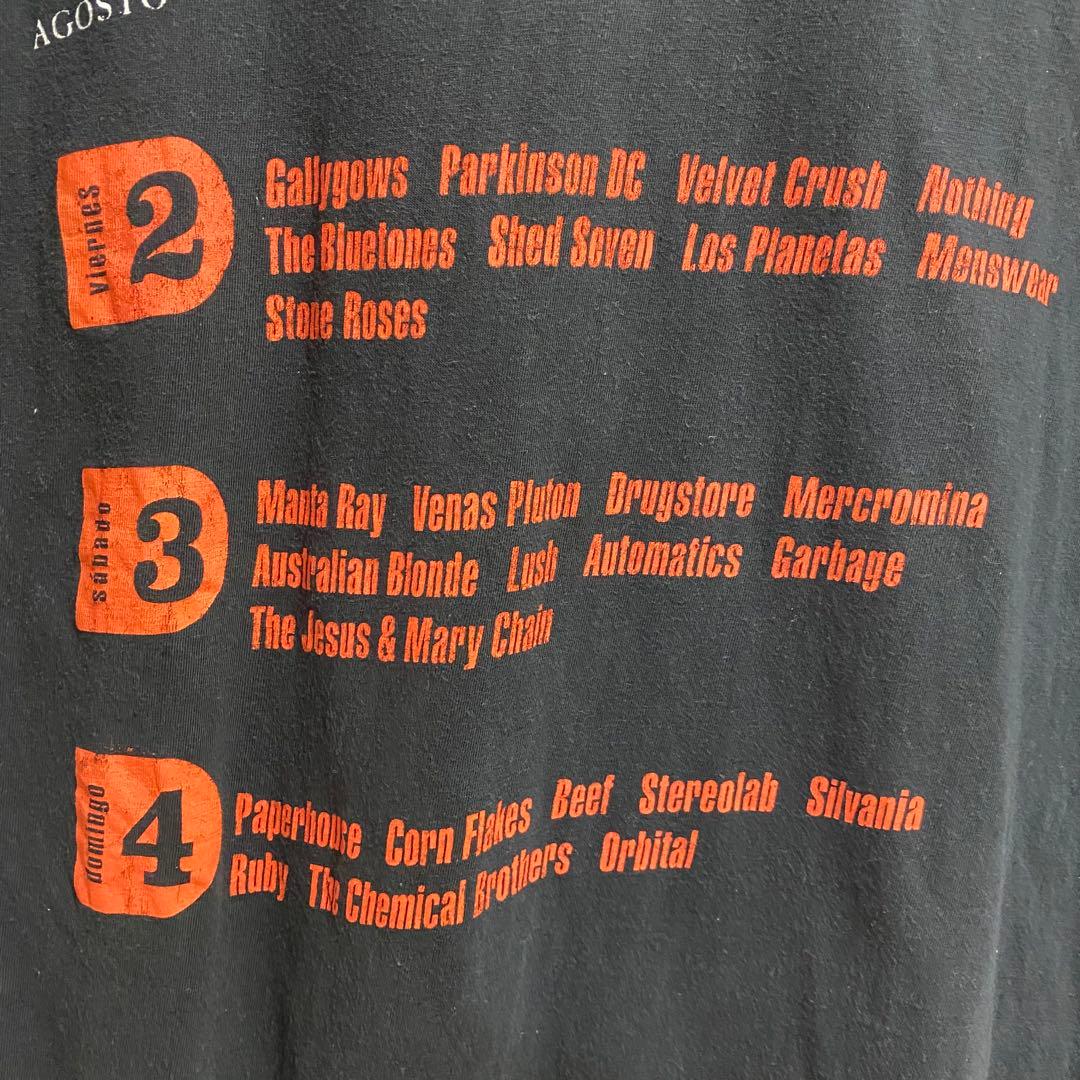 AGOSTO
viernes 2
Gallygows Parkinson DC Velvet Crush Nothing
The Bluetones Shed Seven Los Planetas Menswear
Stone Roses
sábado 3
Manta Ray Venas Pluton Drugstore Mercromina
Australian Blonde Lush Automatics Garbage
The Jesus & Mary Chain
domingo 4
Paperhouse Corn Flakes Beef Stereolab Silvania
Ruby The Chemical Brothers Orbital